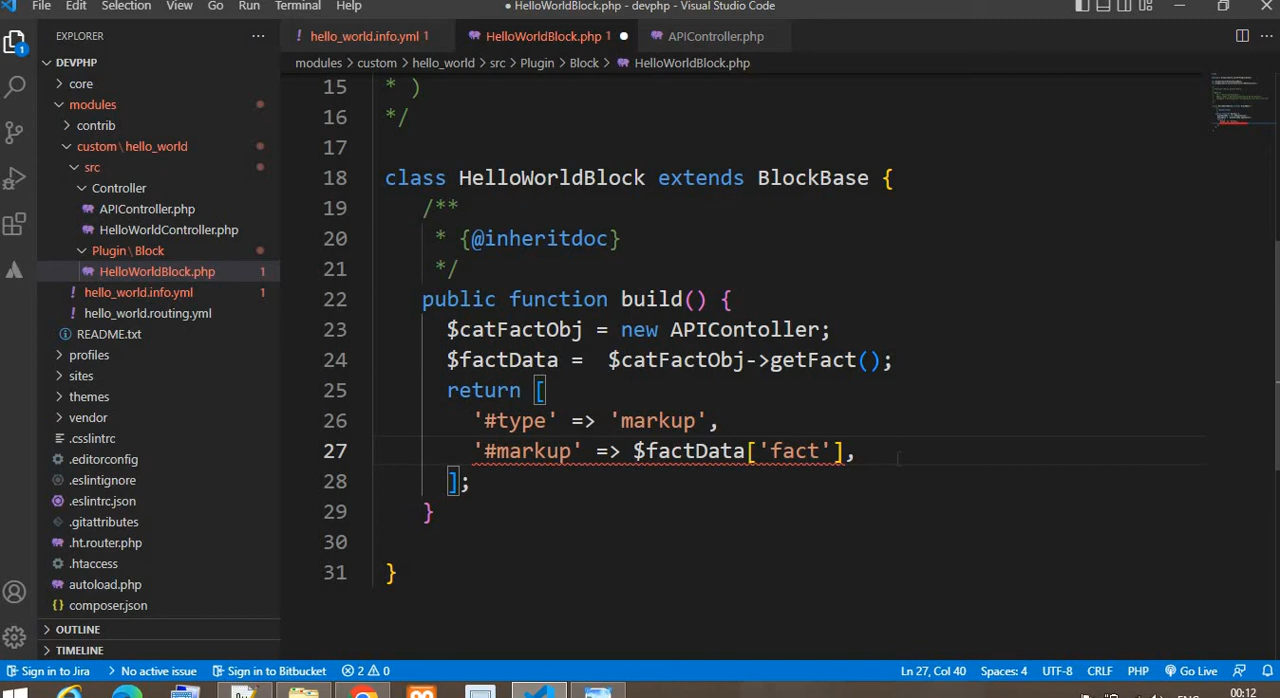 File Edit Selection View Go Run Terminal Help
● HelloWorldBlock.php - devphp - Visual Studio Code
EXPLORER
! hello_world.info.yml 1
HelloWorldBlock.php 1
APIController.php
modules > custom > hello_world > src > Plugin > Block > HelloWorldBlock.php
1
DEVPHP
core
modules
contrib
custom\hello_world
src
Controller
APIController.php
HelloWorldController.php
Plugin\Block
HelloWorldBlock.php 1
! hello_world.info.yml 1
! hello_world.routing.yml
README.txt
profiles
sites
themes
vendor
.csslintrc
.editorconfig
.eslintignore
.eslintrc.json
.gitattributes
.ht.router.php
.htaccess
autoload.php
{} composer.json
OUTLINE
TIMELINE
15 * )
16 */
17
18 class HelloWorldBlock extends BlockBase {
19 /**
20 * {@inheritdoc}
21 */
22 public function build() {
23 $catFactObj = new APIContoller;
24 $factData =  $catFactObj->getFact();
25 return [
26 '#type' => 'markup',
27 '#markup' => $factData['fact'],
28 ];
29 }
30
31 }
Sign in to Jira > No active issue Sign in to Bitbucket 2 0 Ln 27, Col 40 Spaces: 4 UTF-8 CRLF PHP Go Live
00:12